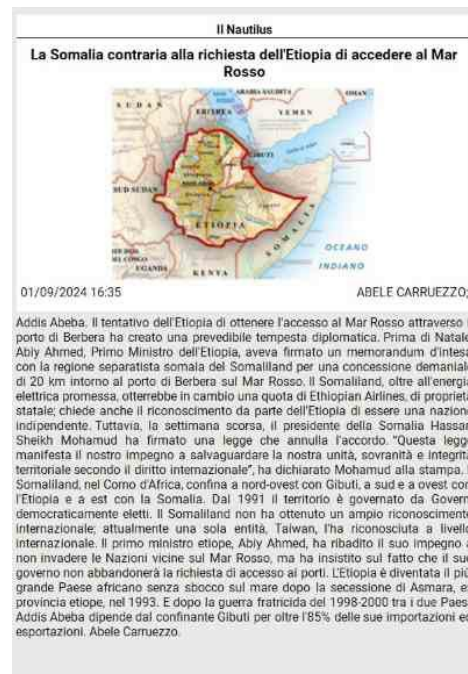 Il Nautilus
La Somalia contraria alla richiesta dell'Etiopia di accedere al Mar
Rosso
ARABIA SAUDITA
OMAN
SUDAN
ERITREA
YEMEN
GIBUTI
SUD SUDAN
ETIOPIA
SOMALIA
OCEANO
INDIANO
UGANDA
KENYA
01/09/2024 16:35
ABELE CARRUEZZO;
Addis Abeba. Il tentativo dell'Etiopia di ottenere l'accesso al Mar Rosso attraverso
porto di Berbera ha creato una prevedibile tempesta diplomatica. Prima di Natale
Abiy Ahmed, Primo Ministro dell'Etiopia, aveva firmato un memorandum d'intesa
con la regione separatista somala del Somaliland per una concessione demaniale
di 20 km intorno al porto di Berbera sul Mar Rosso. Il Somaliland, oltre all'energia
elettrica promessa, otterrebbe in cambio una quota di Ethiopian Airlines, di proprietà
statale; chiede anche il riconoscimento da parte dell'Etiopia di essere una nazione
indipendente. Tuttavia, la settimana scorsa, il presidente della Somalia Hassan
Sheikh Mohamud ha firmato una legge che annulla l'accordo. "Questa legge
manifesta il nostro impegno a salvaguardare la nostra unità, sovranità e integrità
territoriale secondo il diritto internazionale", ha dichiarato Mohamud alla stampa.
Somaliland, nel Corno d'Africa, confina a nord-ovest con Gibuti, a sud e a ovest con
l'Etiopia e a est con la Somalia. Dal 1991 il territorio è governato da Governi
democraticamente eletti. Il Somaliland non ha ottenuto un ampio riconoscimento
internazionale; attualmente una sola entità, Taiwan, l'ha riconosciuta a livello
internazionale. Il primo ministro etiope, Abiy Ahmed, ha ribadito il suo impegno a
non invadere le Nazioni vicine sul Mar Rosso, ma ha insistito sul fatto che il suo
governo non abbandonerà la richiesta di accesso ai porti. L'Etiopia è diventata il più
grande Paese africano senza sbocco sul mare dopo la secessione di Asmara, ex
provincia etiope, nel 1993. E dopo la guerra fratricida del 1998-2000 tra i due Paesi
Addis Abeba dipende dal confinante Gibuti per oltre l'85% delle sue importazioni ed
esportazioni. Abele Carruezzo.